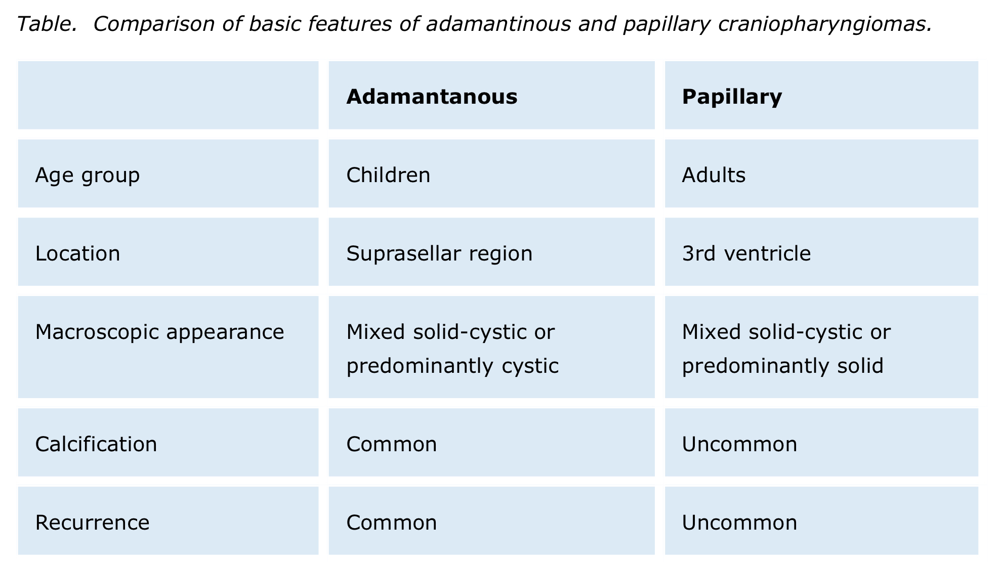 Table. Comparison of basic features of adamantinous and papillary craniopharyngiomas.
Adamantanous Papillary
Age group Children Adults
Location Suprasellar region 3rd ventricle
Macroscopic appearance Mixed solid-cystic or Mixed solid-cystic or
predominantly cystic predominantly solid
Calcification Common Uncommon
Recurrence Common Uncommon